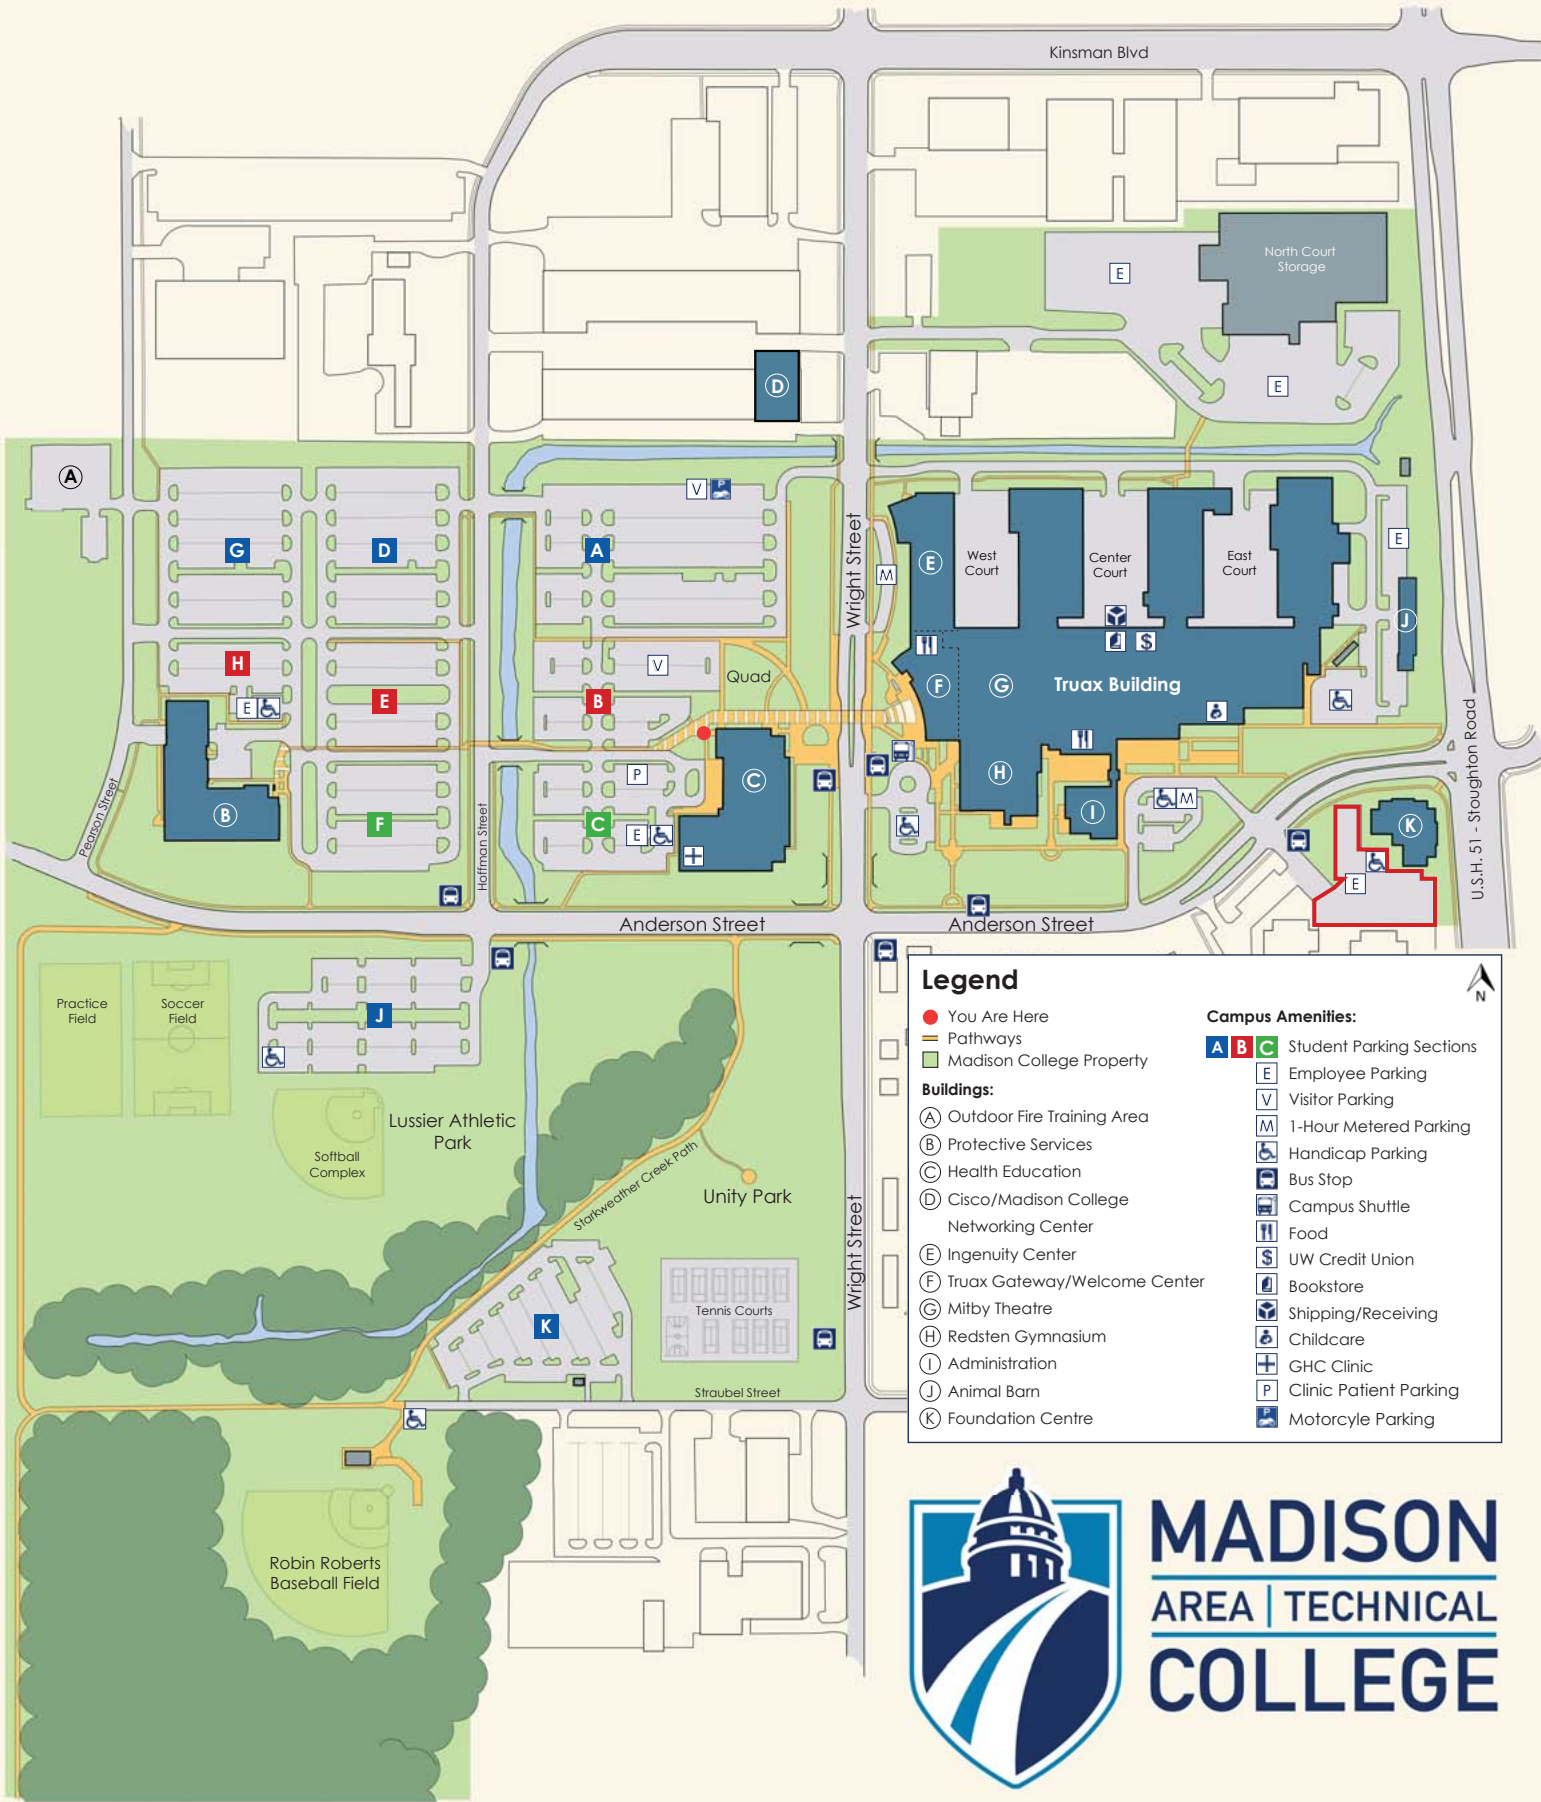 Kinsman Blvd
North Court
Storage
E
D
E
A
V
P
G
D
A
E
West
Court
Center
Court
East
Court
E
M
Wright Street
J
$
H
V
Quad
F
G
Truax Building
E
B
E
P
C
H
I
M
B
F
C
E
K
E
Pearson Street
Hoffman Street
U.S.H. 51 - Stoughton Road
Anderson Street
Anderson Street
Practice
Field
Soccer
Field
J
Lussier Athletic
Park
Softball
Complex
Starkweather Creek Path
Unity Park
Wright Street
Tennis Courts
K
Straubel Street
Robin Roberts
Baseball Field
Legend
N
You Are Here
Pathways
Madison College Property
Buildings:
A Outdoor Fire Training Area
B Protective Services
C Health Education
D Cisco/Madison College
Networking Center
E Ingenuity Center
F Truax Gateway/Welcome Center
G Mitby Theatre
H Redsten Gymnasium
I Administration
J Animal Barn
K Foundation Centre
Campus Amenities:
A B C Student Parking Sections
E Employee Parking
V Visitor Parking
M 1-Hour Metered Parking
Handicap Parking
Bus Stop
Campus Shuttle
Food
$ UW Credit Union
Bookstore
Shipping/Receiving
Childcare
GHC Clinic
P Clinic Patient Parking
P Motorcyle Parking
MADISON
AREA | TECHNICAL
COLLEGE